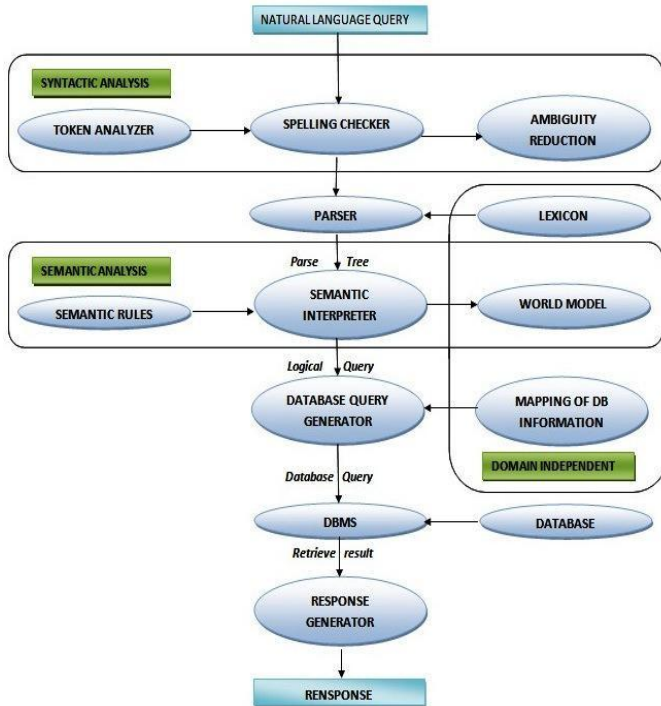 NATURAL LANGUAGE QUERY
SYNTACTIC ANALYSIS
TOKEN ANALYZER
SPELLING CHECKER
AMBIGUITY
REDUCTION
PARSER
LEXICON
Parse Tree
SEMANTIC ANALYSIS
SEMANTIC RULES
SEMANTIC
INTERPRETER
WORLD MODEL
Logical Query
DATABASE QUERY
GENERATOR
MAPPING OF DB
INFORMATION
DOMAIN INDEPENDENT
Database Query
DBMS
DATABASE
Retrieve result
RESPONSE
GENERATOR
RENSPONSE